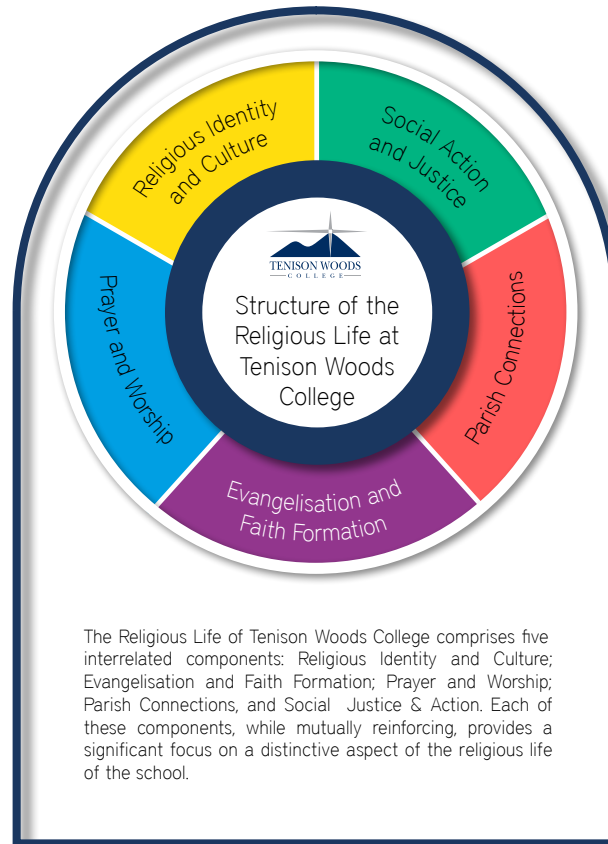 Religious Identity
and Culture
Social Action
and Justice
Prayer and Worship
Parish Connections
Evangelisation and
Faith Formation
TENISON WOODS
COLLEGE
Structure of the
Religious Life at
Tenison Woods
College
The Religious Life of Tenison Woods College comprises five
interrelated components: Religious Identity and Culture;
Evangelisation and Faith Formation; Prayer and Worship;
Parish Connections, and Social Justice & Action. Each of
these components, while mutually reinforcing, provides a
significant focus on a distinctive aspect of the religious life
of the school.